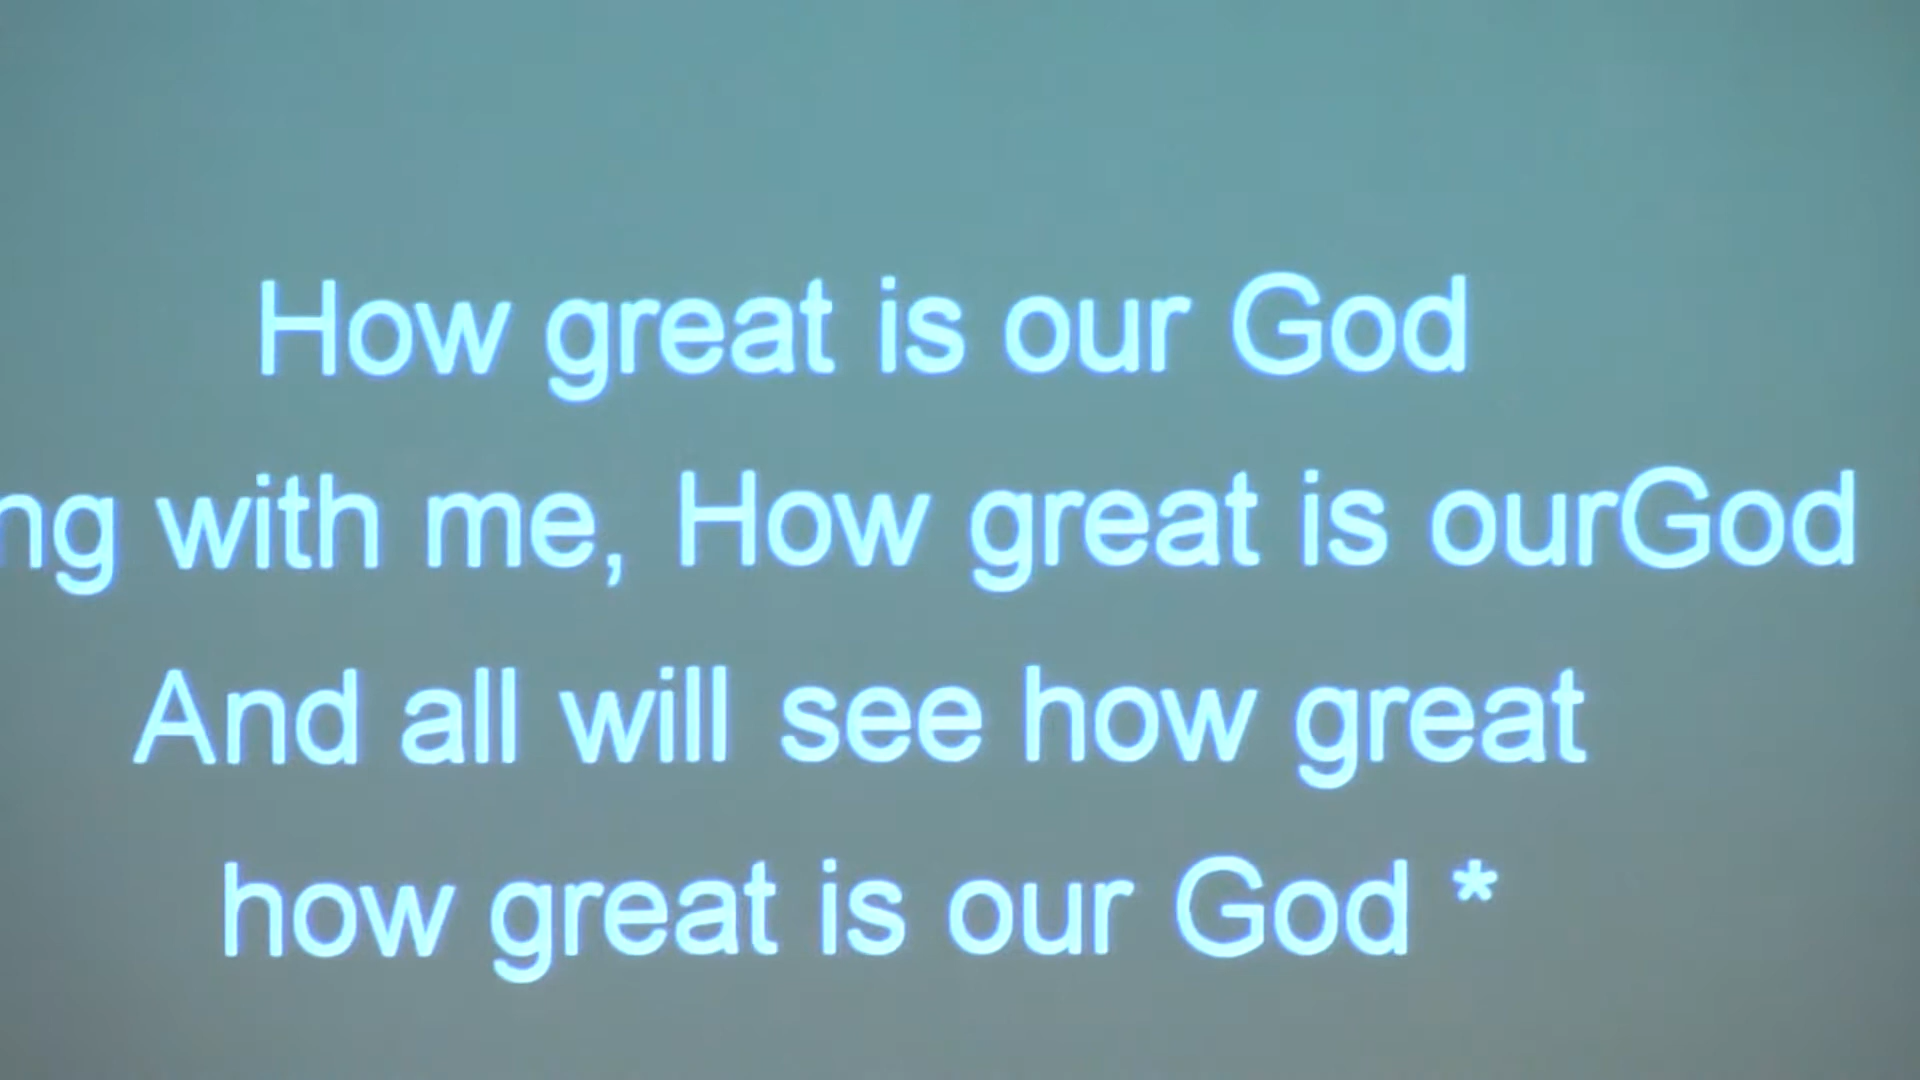 How great is our God
ng with me, How great is ourGod
And all will see how great
how great is our God *